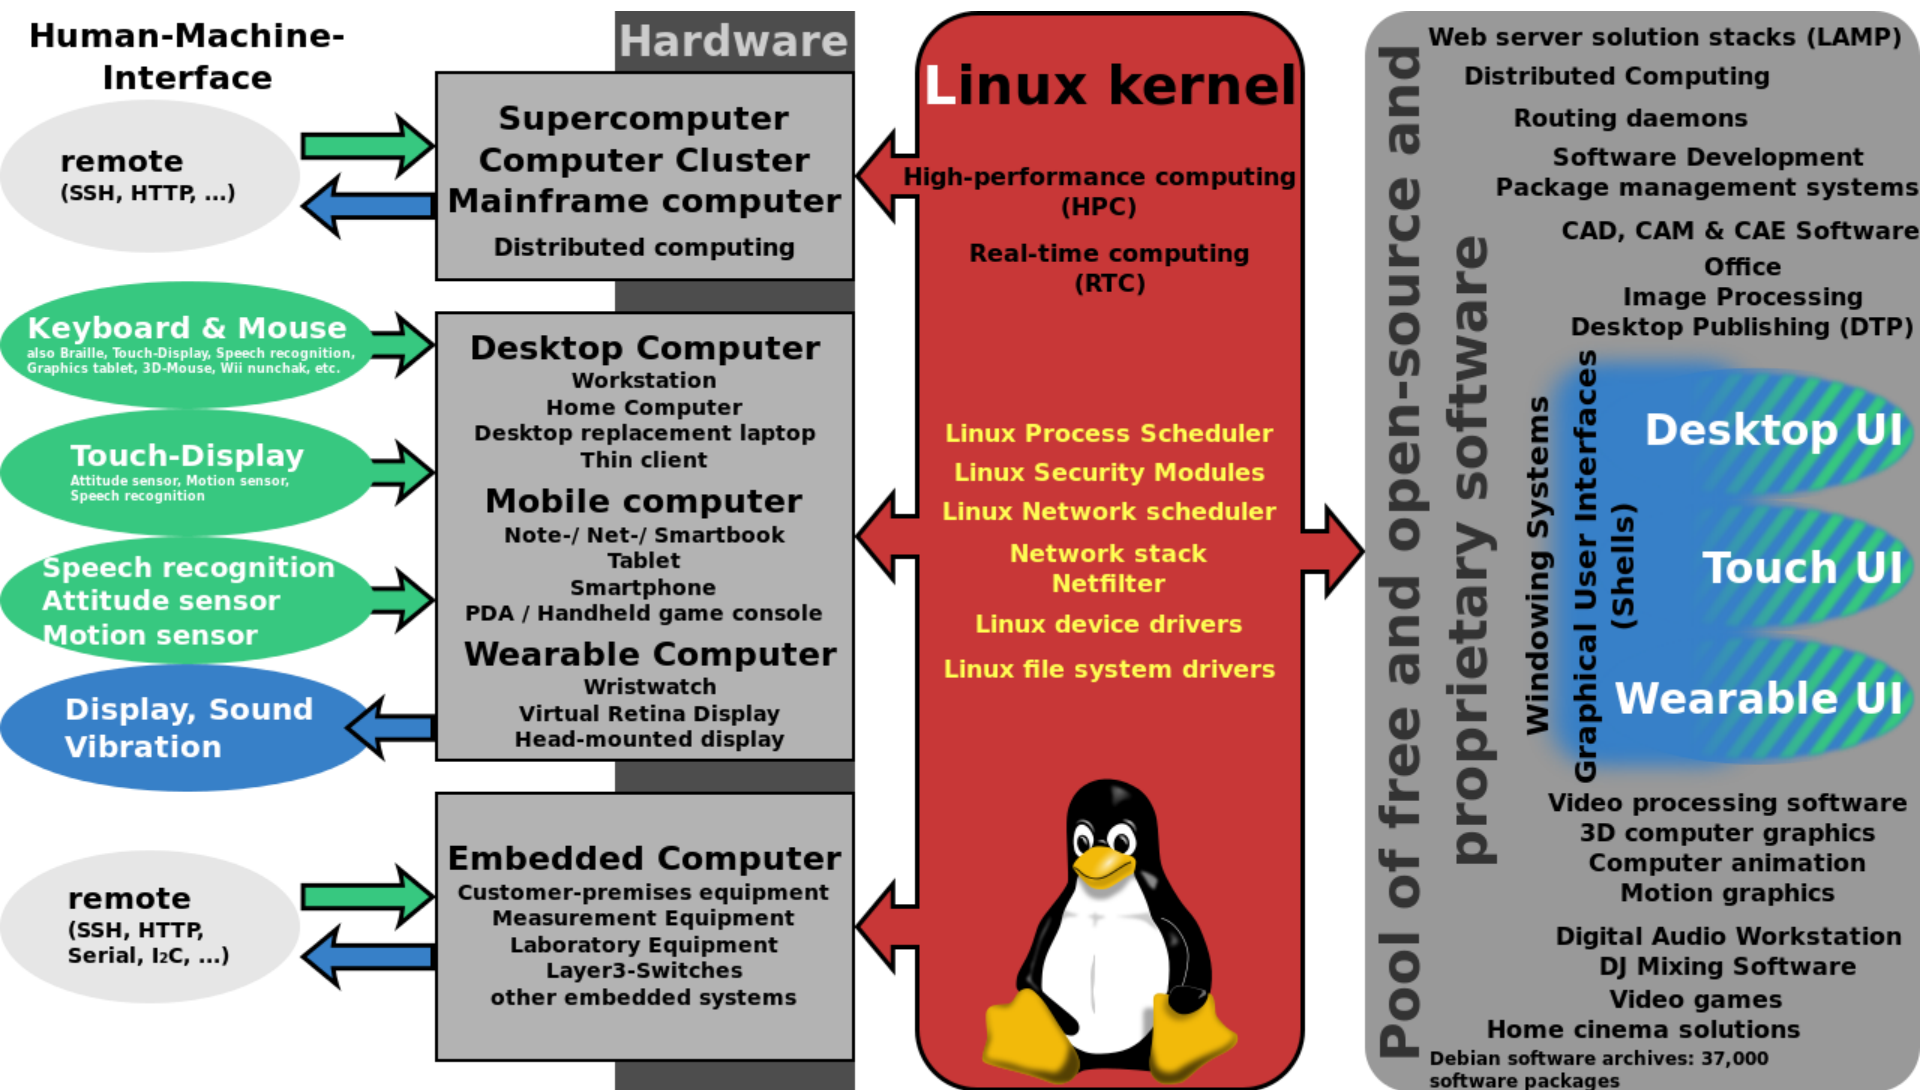 Human-Machine-
Interface
remote
(SSH, HTTP, ...)
Keyboard & Mouse
also Braille, Touch-Display, Speech recognition,
Graphics tablet, 3D-Mouse, Wii nunchak, etc.
Touch-Display
Attitude sensor, Motion sensor,
Speech recognition
Speech recognition
Attitude sensor
Motion sensor
Display, Sound
Vibration
remote
(SSH, HTTP,
Serial, I2C, ...)
Hardware
Supercomputer
Computer Cluster
Mainframe computer
Distributed computing
Desktop Computer
Workstation
Home Computer
Desktop replacement laptop
Thin client
Mobile computer
Note-/ Net-/ Smartbook
Tablet
Smartphone
PDA / Handheld game console
Wearable Computer
Wristwatch
Virtual Retina Display
Head-mounted display
Embedded Computer
Customer-premises equipment
Measurement Equipment
Laboratory Equipment
Layer3-Switches
other embedded systems
Linux kernel
High-performance computing
(HPC)
Real-time computing
(RTC)
Linux Process Scheduler
Linux Security Modules
Linux Network scheduler
Network stack
Netfilter
Linux device drivers
Linux file system drivers
Pool of free and open-source and
proprietary software
Web server solution stacks (LAMP)
Distributed Computing
Routing daemons
Software Development
Package management systems
CAD, CAM & CAE Software
Office
Image Processing
Desktop Publishing (DTP)
Windowing Systems
Graphical User Interfaces
(Shells)
Desktop UI
Touch UI
Wearable UI
Video processing software
3D computer graphics
Computer animation
Motion graphics
Digital Audio Workstation
DJ Mixing Software
Video games
Home cinema solutions
Debian software archives: 37,000
software packages